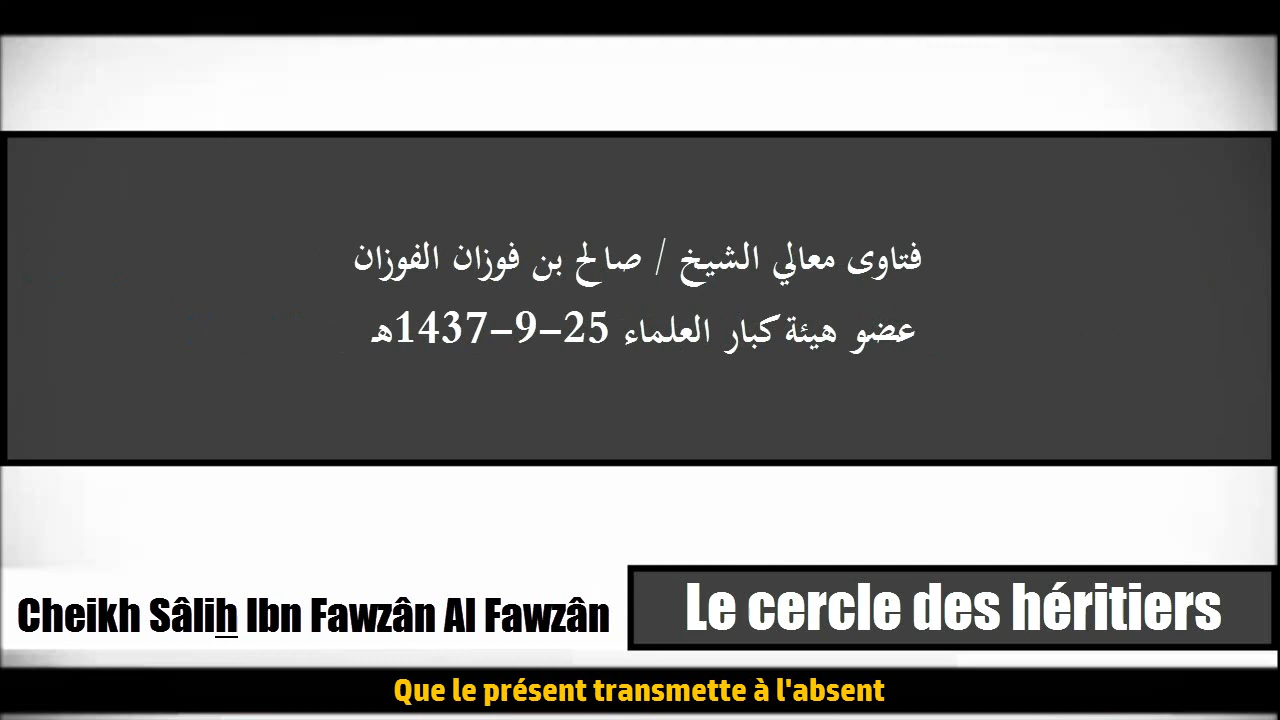 فتاوى معالي الشيخ / صالح بن فوزان الفوزان
عضو هيئة كبار العلماء 25-9-1437هـ
Cheikh Sâliẖ Ibn Fawzân Al Fawzân
Le cercle des héritiers
Que le présent transmette à l'absent